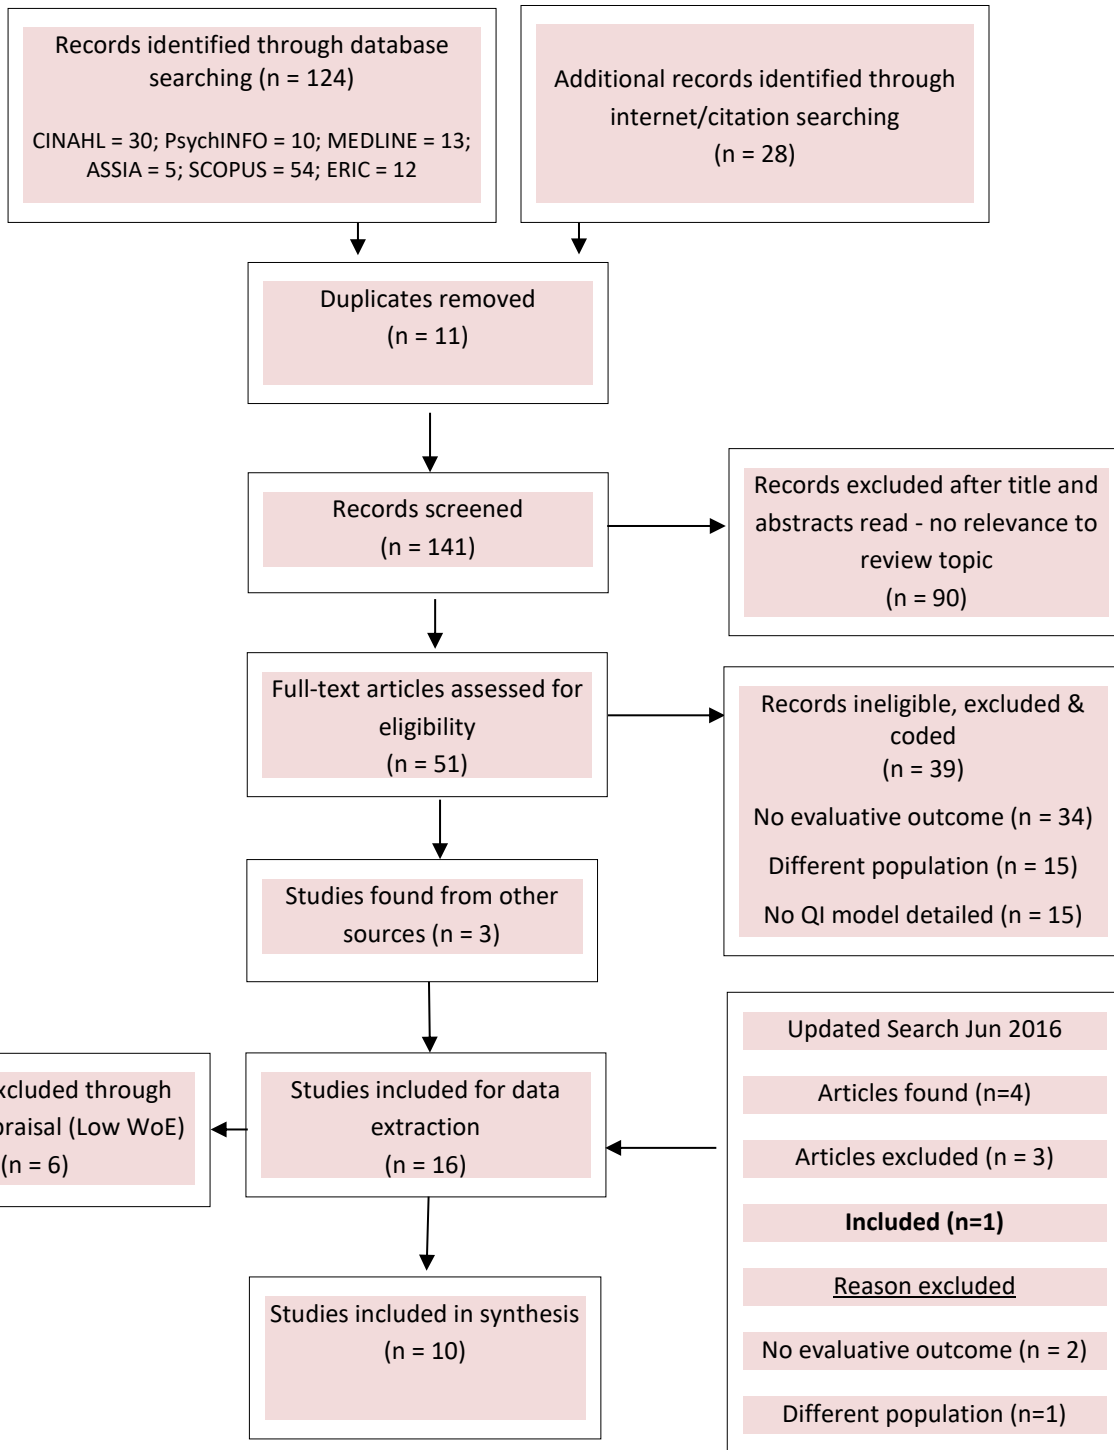 Records identified through database
searching (n = 124)
CINAHL = 30; PsychINFO = 10; MEDLINE = 13;
ASSIA = 5; SCOPUS = 54; ERIC = 12
Additional records identified through
internet/citation searching
(n = 28)
Duplicates removed
(n = 11)
Records screened
(n = 141)
Records excluded after title and
abstracts read - no relevance to
review topic
(n = 90)
Full-text articles assessed for
eligibility
(n = 51)
Records ineligible, excluded &
coded
(n = 39)
No evaluative outcome (n = 34)
Different population (n = 15)
No QI model detailed (n = 15)
Studies found from other
sources (n = 3)
Updated Search Jun 2016
Articles found (n=4)
Articles excluded (n = 3)
Included (n=1)
Reason excluded
No evaluative outcome (n = 2)
Different population (n=1)
Studies included for data
extraction
(n = 16)
through
(Low WoE)
(n = 6)
Studies included in synthesis
(n = 10)